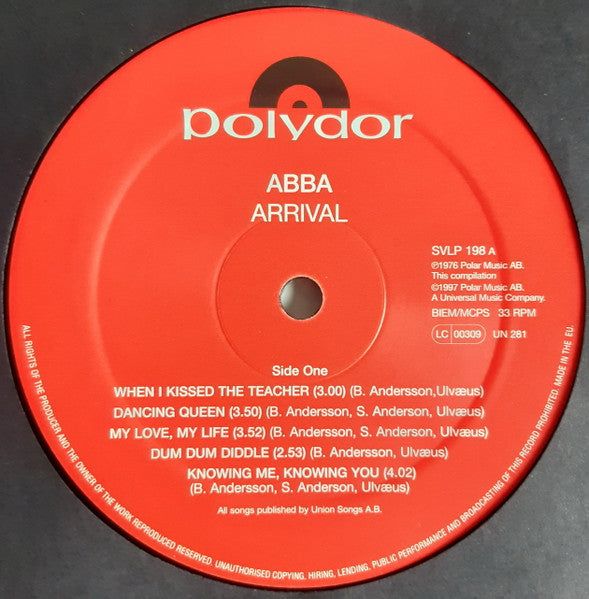 polydor
ABBA
ARRIVAL
SVLP 198 A
℗1976 Polar Music AB.
This compilation
©1997 Polar Music AB.
A Universal Music Company.
BIEM/MCPS 33 RPM
LC 00309 UN 281
Side One
WHEN I KISSED THE TEACHER (3.00) (B. Andersson,Ulvæus)
DANCING QUEEN (3.50) (B. Andersson, S. Anderson, Ulvæus)
MY LOVE, MY LIFE (3.52) (B. Andersson, S. Anderson, Ulvæus)
DUM DUM DIDDLE (2.53) (B. Andersson, Ulvæus)
KNOWING ME, KNOWING YOU (4.02)
(B. Andersson, S. Anderson, Ulvæus)
All songs published by Union Songs A.B.
ALL RIGHTS OF THE PRODUCER AND THE OWNER OF THE WORK REPRODUCED RESERVED. UNAUTHORISED COPYING, HIRING, LENDING, PUBLIC PERFORMANCE AND BROADCASTING OF THIS RECORD PROHIBITED. MADE IN THE EU.